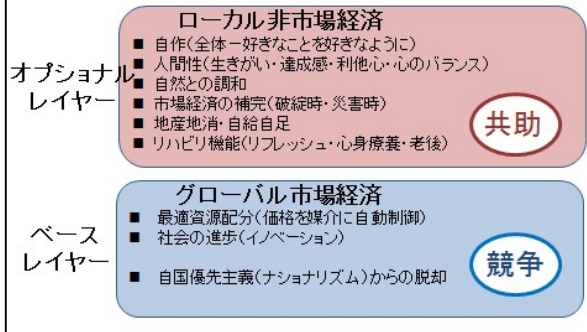 ローカル非市場経済
■ 自作(全体－好きなことを好きなように)
■ 人間性(生きがい・達成感・利他心・心のバランス)
■ 自然との調和
■ 市場経済の補完(破綻時・災害時)
■ 地産地消・自給自足
■ リハビリ機能(リフレッシュ・心身療養・老後)
オプショナル
レイヤー
共助
グローバル市場経済
■ 最適資源配分(価格を媒介に自動制御)
■ 社会の進歩(イノベーション)
■ 自国優先主義(ナショナリズム)からの脱却
ベース
レイヤー
競争